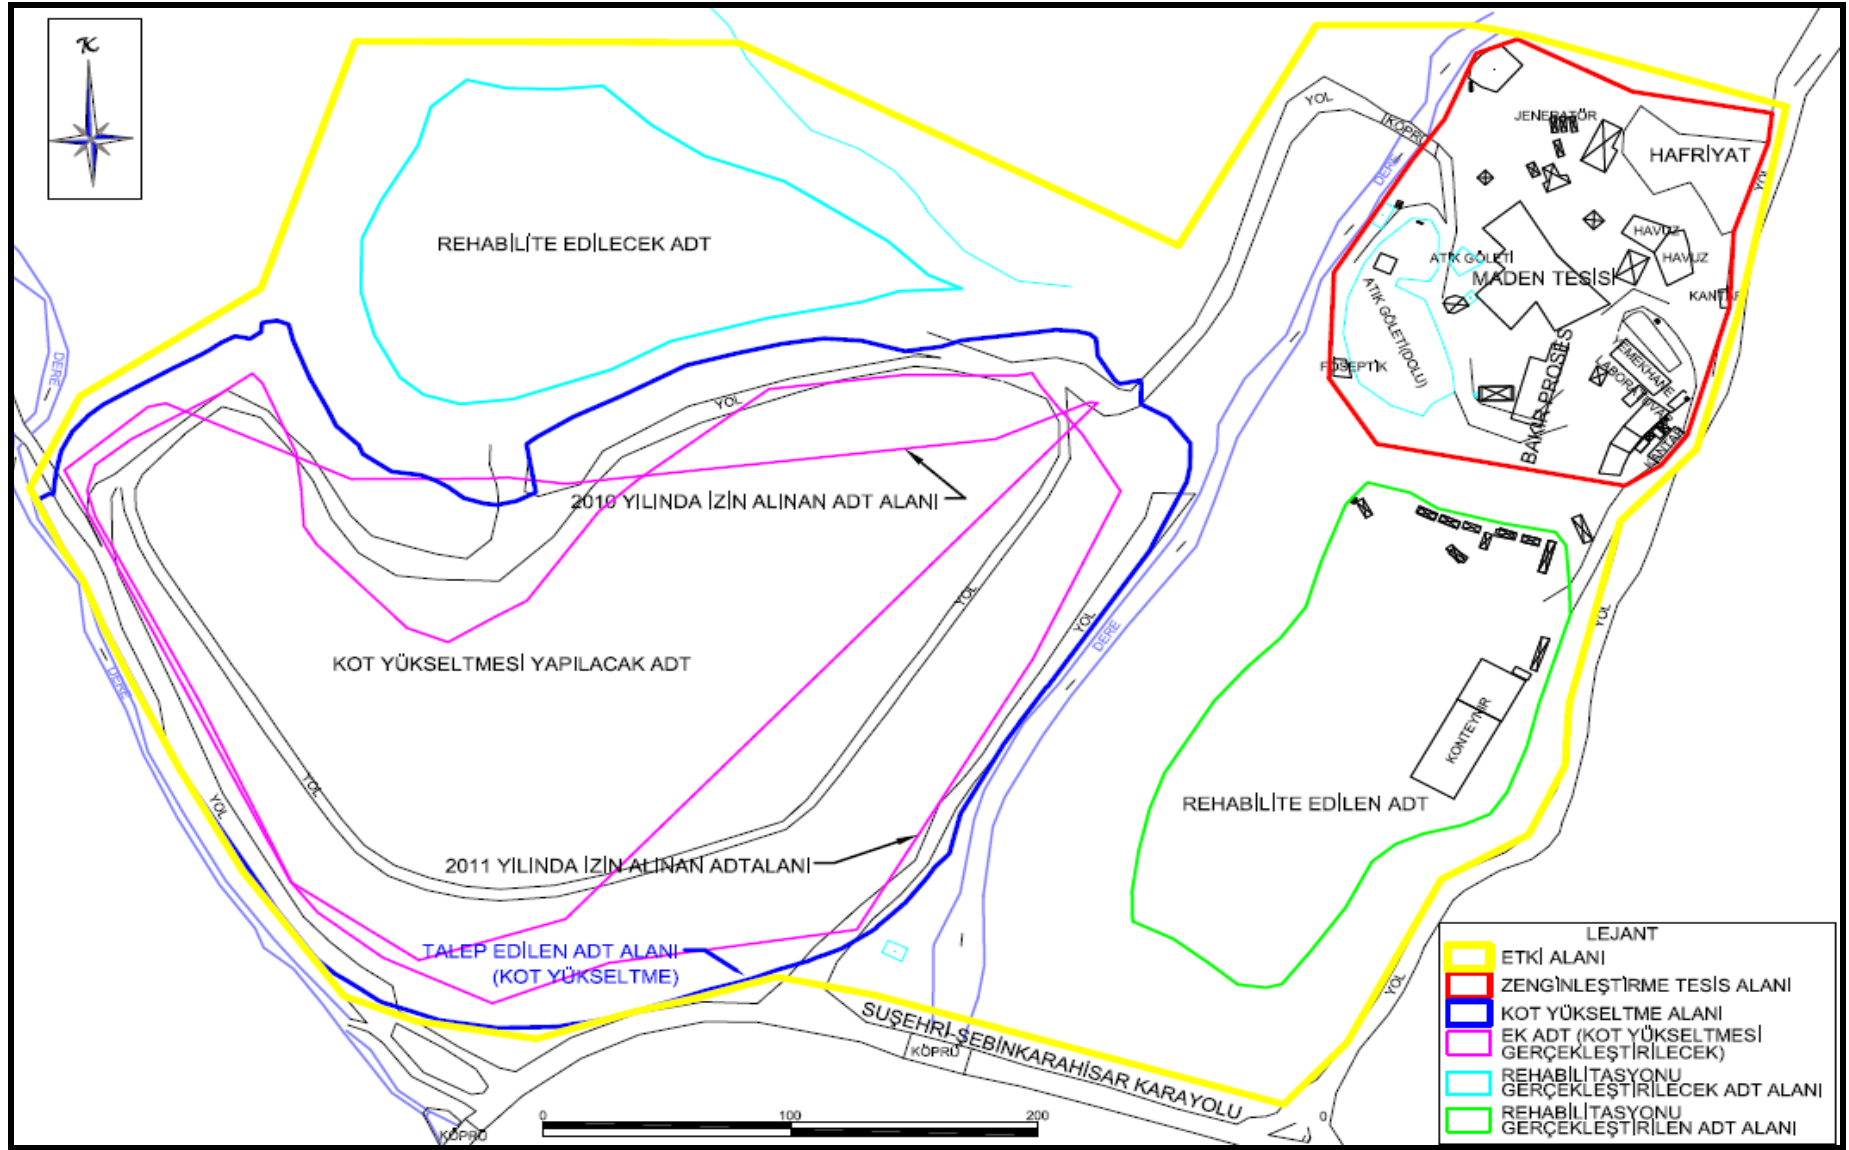 K
YOL
KÖPRÜ
DERE
JENERATÖR
HAFRİYAT
YOL
REHABİLİTE EDİLECEK ADT
HAVUZ
HAVUZ
ATIK GÖLETİ
MADEN TESİSİ
KANTAR
ATIK GÖLETİ(DOLU)
FOSEPTİK
BAKIR PROSES
YEMEKHANE
LABORATUVAR
KANTAR
DERE
YOL
2010 YILINDA İZİN ALINAN ADT ALANI
YOL
YOL
DERE
YOL
KOT YÜKSELTMESİ YAPILACAK ADT
DERE
KONTEYNIR
YOL
YOL
REHABİLİTE EDİLEN ADT
2011 YILINDA İZİN ALINAN ADTALANI
TALEP EDİLEN ADT ALANI
(KOT YÜKSELTME)
YOL
SUŞEHRİ-ŞEBİNKARAHİSAR KARAYOLU
KÖPRÜ
KÖPRÜ
0 100 200
0
LEJANT
ETKİ ALANI
ZENGİNLEŞTİRME TESİS ALANI
KOT YÜKSELTME ALANI
EK ADT (KOT YÜKSELTMESİ
GERÇEKLEŞTİRİLECEK)
REHABİLİTASYONU
GERÇEKLEŞTİRİLECEK ADT ALANI
REHABİLİTASYONU
GERÇEKLEŞTİRİLEN ADT ALANI